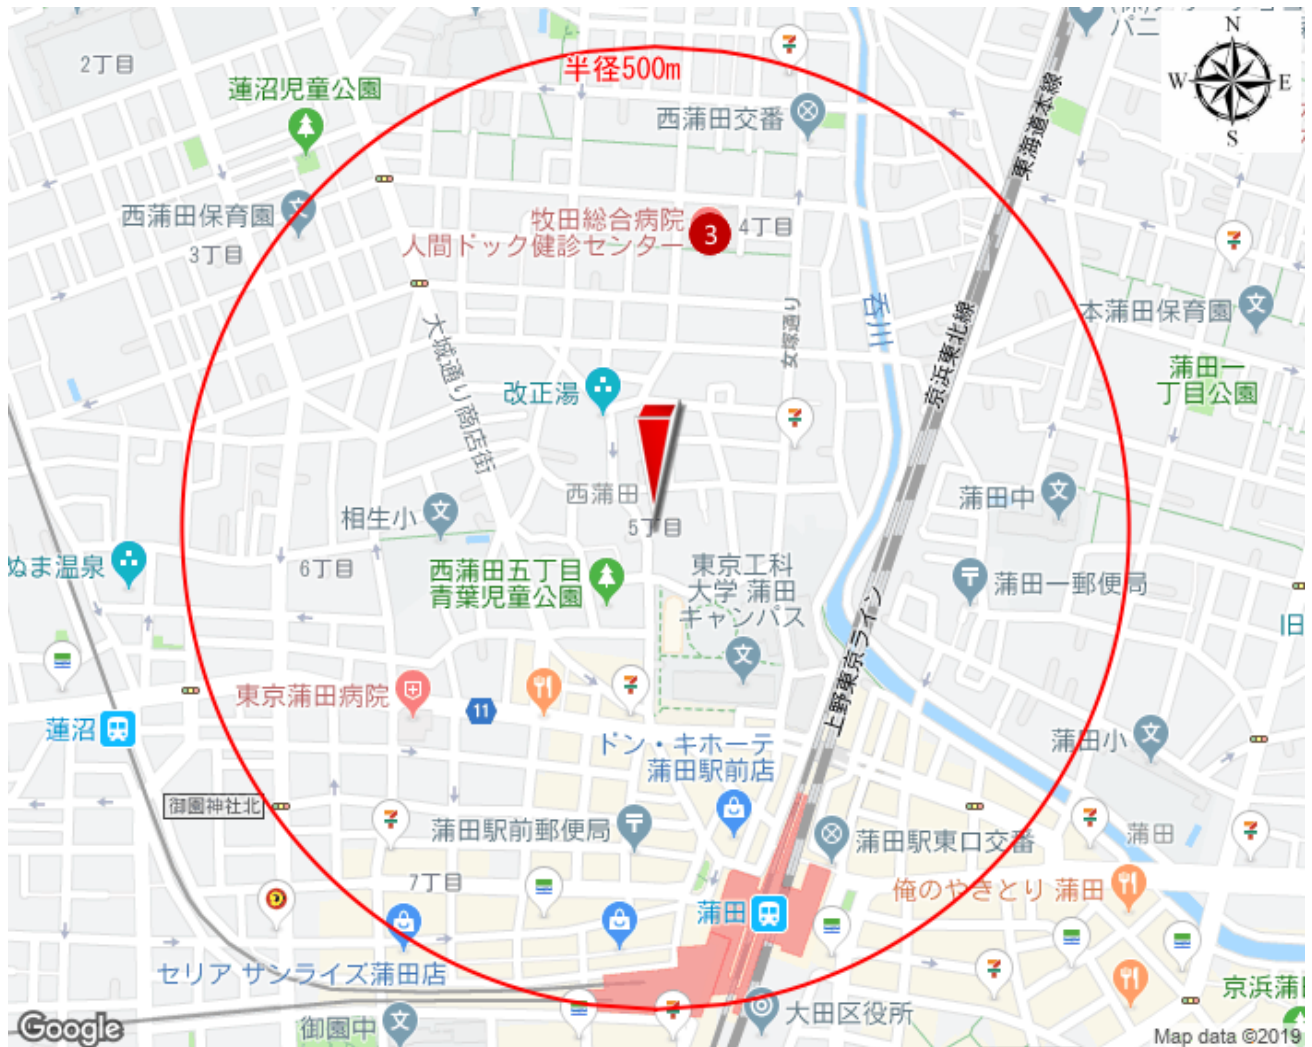 N
W
E
S
2丁目
半径500m
蓮沼児童公園
西蒲田交番
東海道本線
西蒲田保育園
3丁目
牧田総合病院
人間ドック健診センター
3
4丁目
呑川
女塚通り
本蒲田保育園
京浜東北線
大城通り商店街
蒲田一
丁目公園
改正湯
西蒲田
5丁目
蒲田中
相生小
ぬま温泉
6丁目
西蒲田五丁目
青葉児童公園
東京工科
大学 蒲田
キャンパス
蒲田一郵便局
旧
上野東京ライン
東京蒲田病院
11
蓮沼
ドン・キホーテ
蒲田駅前店
蒲田小
御園神社北
蒲田駅前郵便局
蒲田駅東口交番
蒲田
7丁目
俺のやきとり 蒲田
蒲田
セリア サンライズ蒲田店
御園中
大田区役所
京浜蒲
Google
Map data ©2019